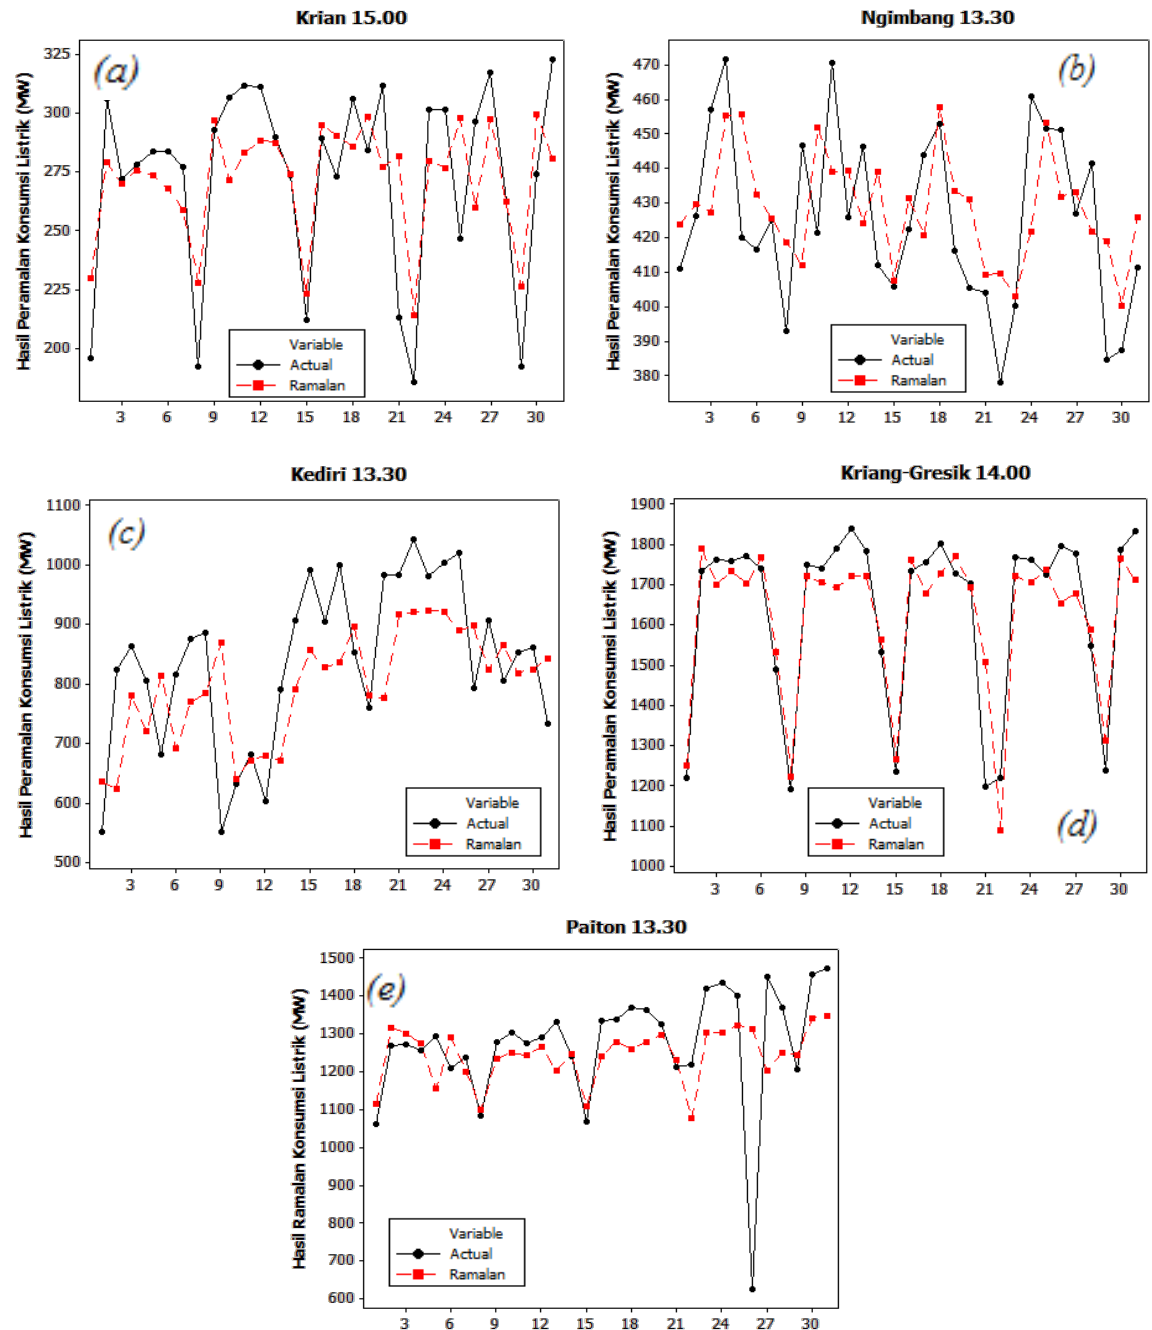 Krian 15.00
Hasil Peramalan Konsumsi Listrik (MW)
(a)
325
300
275
250
225
200
Variable
Actual
Ramalan
3 6 9 12 15 18 21 24 27 30
Ngimbang 13.30
Hasil Peramalan Konsumsi Listrik (MW)
(b)
470
460
450
440
430
420
410
400
390
380
Variable
Actual
Ramalan
3 6 9 12 15 18 21 24 27 30
Kediri 13.30
Hasil Peramalan Konsumsi Listrik (MW)
(c)
1100
1000
900
800
700
600
500
Variable
Actual
Ramalan
3 6 9 12 15 18 21 24 27 30
Kriang-Gresik 14.00
Hasil Peramalan Konsumsi Listrik (MW)
1900
1800
1700
1600
1500
1400
1300
1200
1100
1000
Variable
Actual
Ramalan
(d)
3 6 9 12 15 18 21 24 27 30
Paiton 13.30
Hasil Ramalan Konsumsi Listrik (MW)
(e)
1500
1400
1300
1200
1100
1000
900
800
700
600
Variable
Actual
Ramalan
3 6 9 12 15 18 21 24 27 30